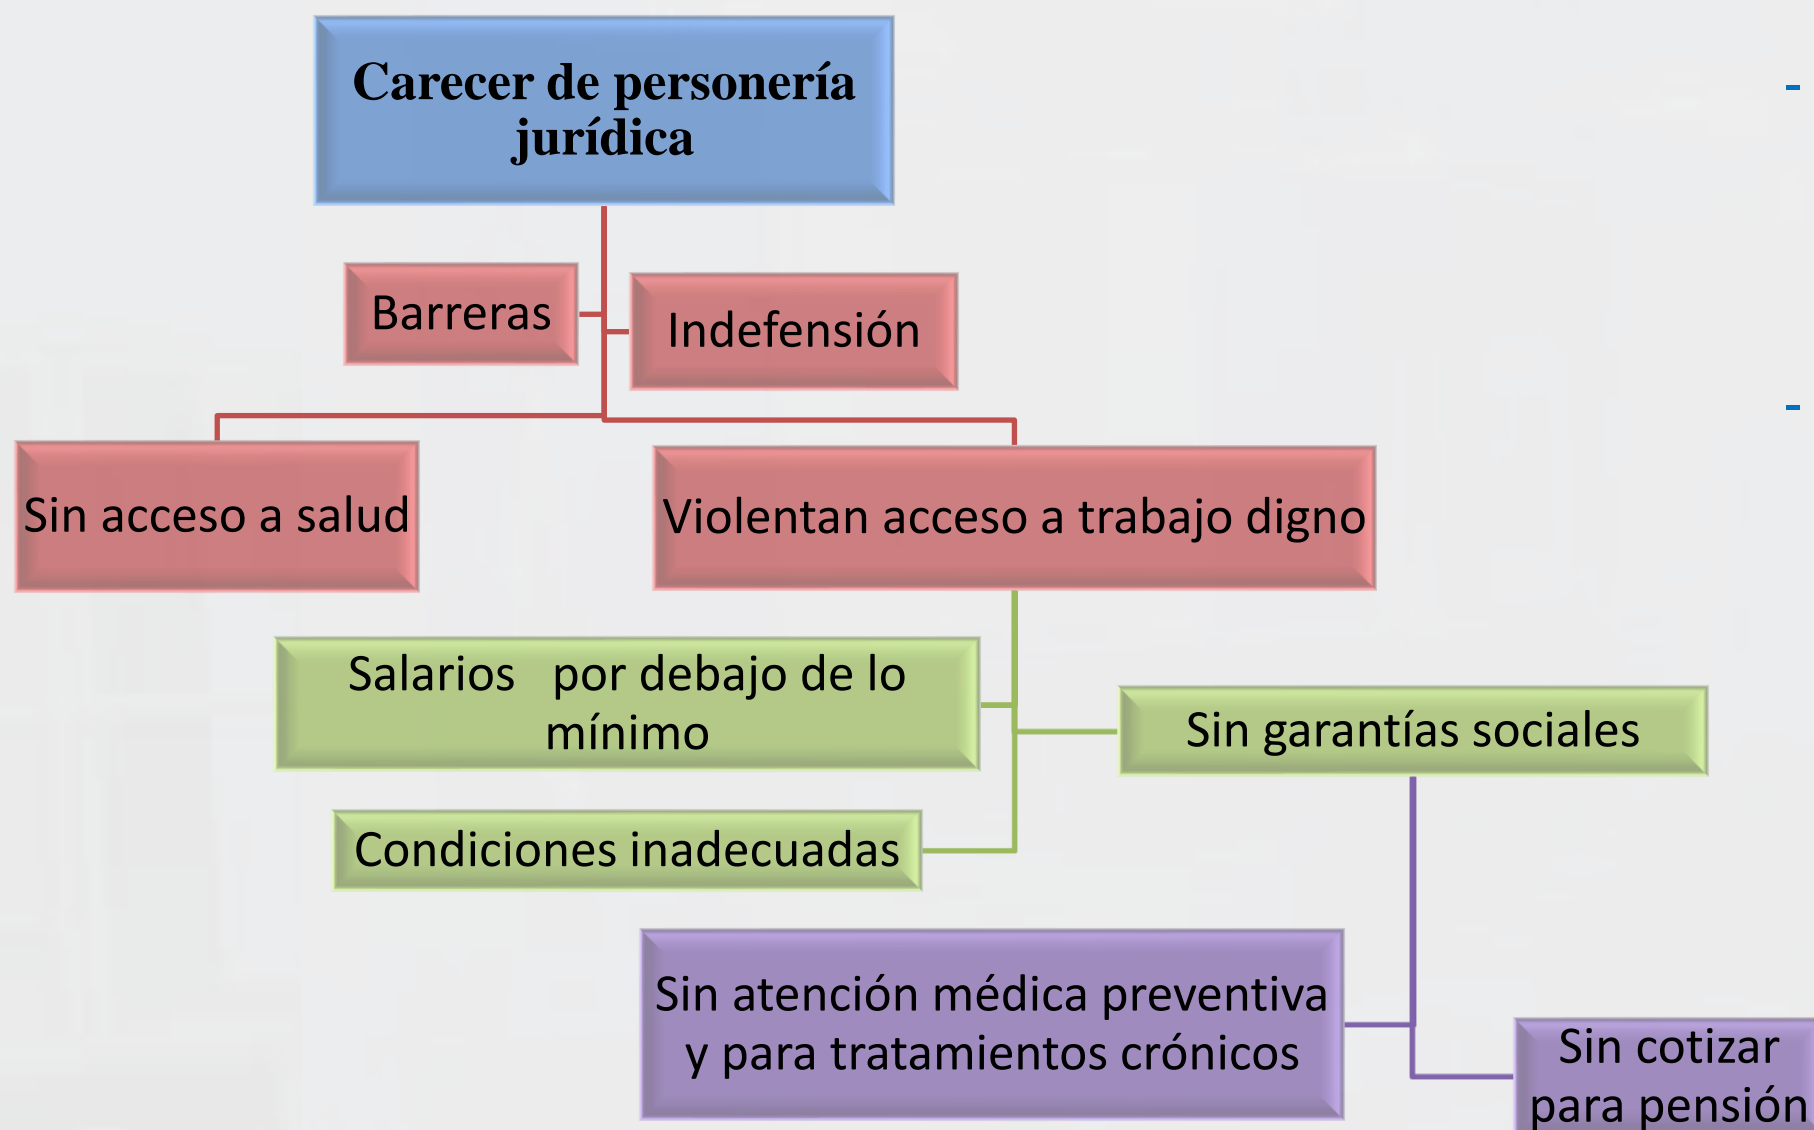 Carecer de personería
jurídica
-
Barreras
Indefensión
-
Sin acceso a salud
Violentan acceso a trabajo digno
Salarios   por debajo de lo
mínimo
Sin garantías sociales
Condiciones inadecuadas
Sin atención médica preventiva
y para tratamientos crónicos
Sin cotizar
para pensión